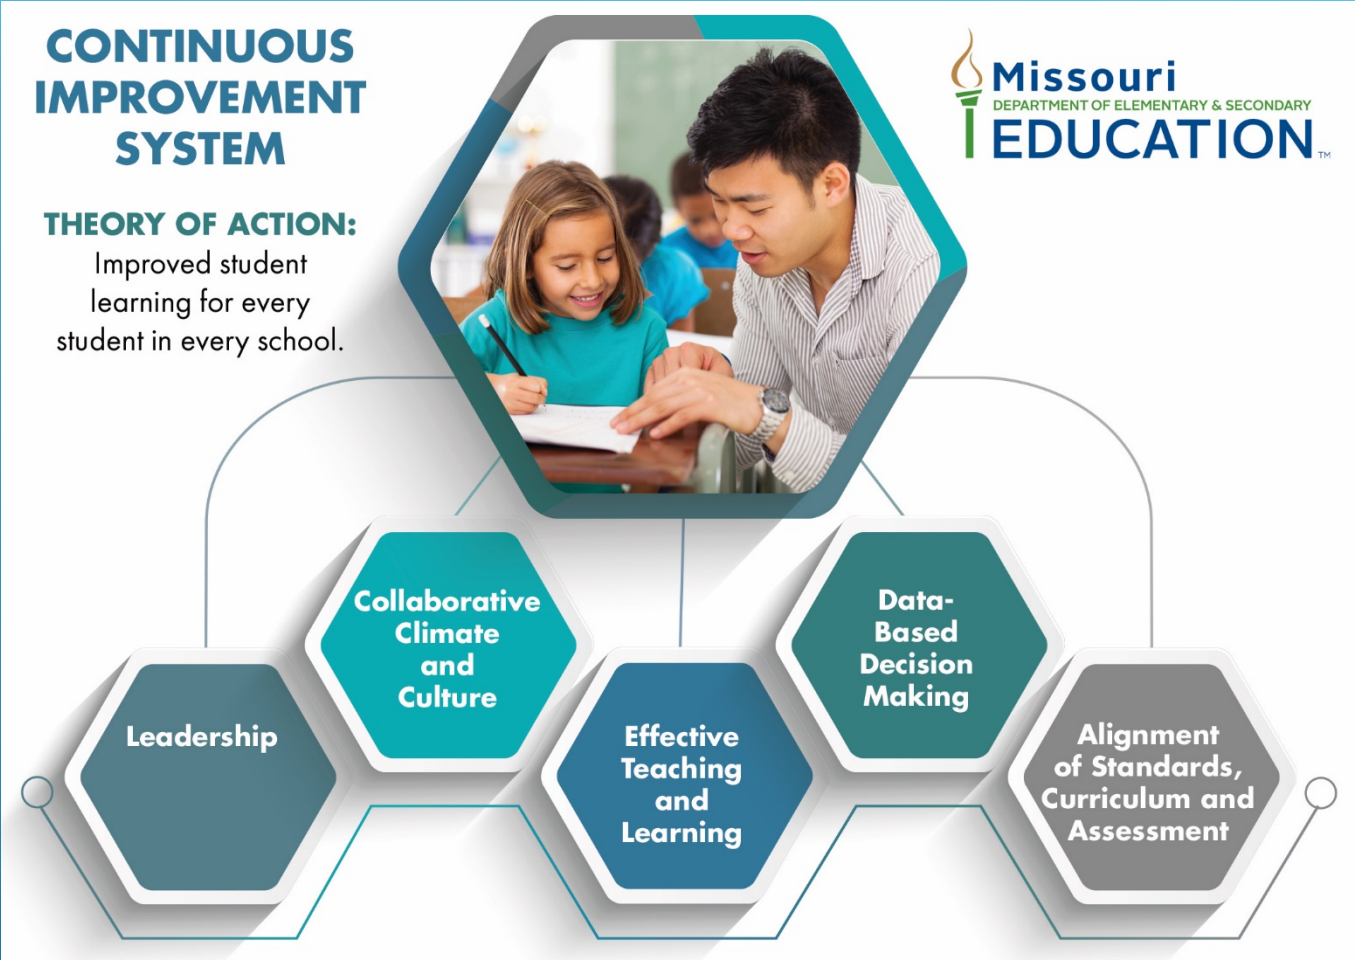 CONTINUOUS
IMPROVEMENT
SYSTEM
THEORY OF ACTION:
Improved student
learning for every
student in every school.
Missouri
DEPARTMENT OF ELEMENTARY & SECONDARY
EDUCATION™
Leadership
Collaborative
Climate
and
Culture
Effective
Teaching
and
Learning
Data-
Based
Decision
Making
Alignment
of Standards,
Curriculum and
Assessment